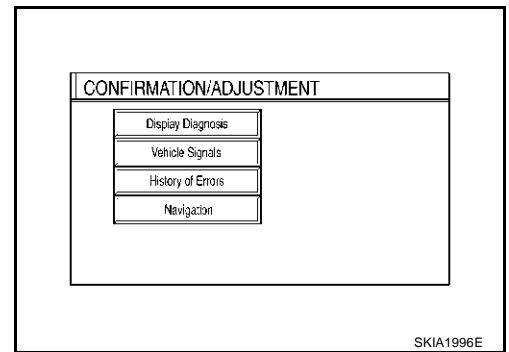 CONFIRMATION/ADJUSTMENT
Display Diagnosis
Vehicle Signals
History of Errors
Navigation
SKIA1996E